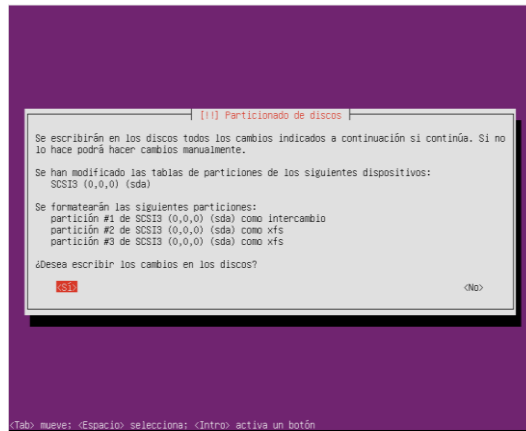 [!!] Particionado de discos
Se escribirán en los discos todos los cambios indicados a continuación si continúa. Si no
lo hace podrá hacer cambios manualmente.
Se han modificado las tablas de particiones de los siguientes dispositivos:
SCSI3 (0,0,0) (sda)
Se formatearán las siguientes particiones:
partición #1 de SCSI3 (0,0,0) (sda) como intercambio
partición #2 de SCSI3 (0,0,0) (sda) como xfs
partición #3 de SCSI3 (0,0,0) (sda) como xfs
¿Desea escribir los cambios en los discos?
<Sí> <No>
<Tab> mueve; <Espacio> selecciona; <Intro> activa un botón